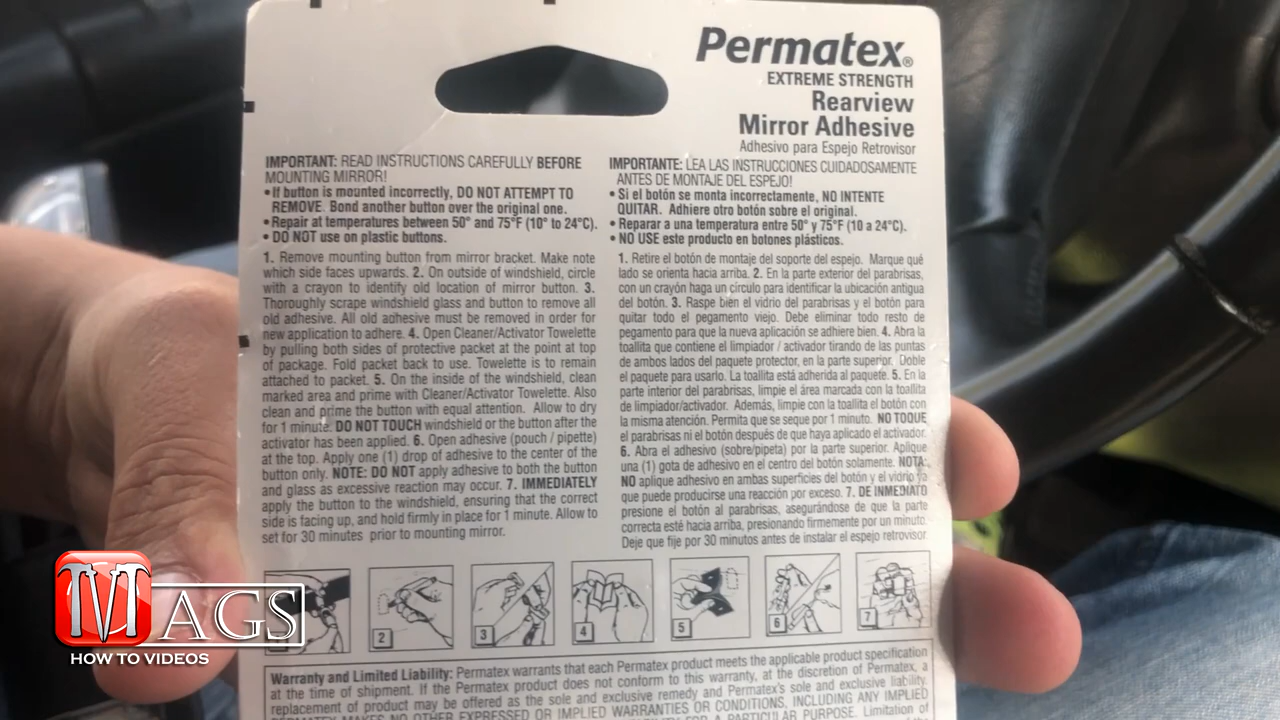 Permatex®
EXTREME STRENGTH
Rearview
Mirror Adhesive
Adhesivo para Espejo Retrovisor
IMPORTANT: READ INSTRUCTIONS CAREFULLY BEFORE
MOUNTING MIRROR!
• If button is mounted incorrectly, DO NOT ATTEMPT TO
REMOVE. Bond another button over the original one.
• Repair at temperatures between 50° and 75°F (10° to 24°C).
• DO NOT use on plastic buttons.
1. Remove mounting button from mirror bracket. Make note
which side faces upwards. 2. On outside of windshield, circle
with a crayon to identify old location of mirror button. 3.
Thoroughly scrape windshield glass and button to remove all
old adhesive. All old adhesive must be removed in order for
new application to adhere. 4. Open Cleaner/Activator Towelette
by pulling both sides of protective packet at the point at top
of package. Fold packet back to use. Towelette is to remain
attached to packet. 5. On the inside of the windshield, clean
marked area and prime with Cleaner/Activator Towelette. Also
clean and prime the button with equal attention. Allow to dry
for 1 minute. DO NOT TOUCH windshield or the button after the
activator has been applied. 6. Open adhesive (pouch / pipette)
at the top. Apply one (1) drop of adhesive to the center of the
button only. NOTE: DO NOT apply adhesive to both the button
and glass as excessive reaction may occur. 7. IMMEDIATELY
apply the button to the windshield, ensuring that the correct
side is facing up, and hold firmly in place for 1 minute. Allow to
set for 30 minutes prior to mounting mirror.
IMPORTANTE: LEA LAS INSTRUCCIONES CUIDADOSAMENTE
ANTES DE MONTAJE DEL ESPEJO!
• Si el botón se monta incorrectamente, NO INTENTE
QUITAR. Adhiere otro botón sobre el original.
• Reparar a una temperatura entre 50° y 75°F (10 a 24°C).
• NO USE este producto en botones plásticos.
1. Retire el botón de montaje del soporte del espejo. Marque qué
lado se orienta hacia arriba. 2. En la parte exterior del parabrisas,
con un crayón haga un círculo para identificar la ubicación antigua
del botón. 3. Raspe bien el vidrio del parabrisas y el botón para
quitar todo el pegamento viejo. Debe eliminar todo resto de
pegamento para que la nueva aplicación se adhiere bien. 4. Abra la
toallita que contiene el limpiador / activador tirando de las puntas
de ambos lados del paquete protector, en la parte superior. Doble
el paquete para usarlo. La toallita está adherida al paquete. 5. En la
parte interior del parabrisas, limpie el área marcada con la toallita
de limpiador/activador. Además, limpie con la toallita el botón con
la misma atención. Permita que se seque por 1 minuto. NO TOQUE
el parabrisas ni el botón después de que haya aplicado el activador.
6. Abra el adhesivo (sobre/pipeta) por la parte superior. Aplique
una (1) gota de adhesivo en el centro del botón solamente. NOTA:
NO aplique adhesivo en ambas superficies del botón y el vidrio ya
que puede producirse una reacción por exceso. 7. DE INMEDIATO
presione el botón al parabrisas, asegurándose de que la parte
correcta esté hacia arriba, presionando firmemente por un minuto.
Deje que fije por 30 minutos antes de instalar el espejo retrovisor.
2 3 4 5 6 7
Warranty and Limited Liability: Permatex warrants that each Permatex product meets the applicable product specification
at the time of shipment. If the Permatex product does not conform to this warranty, at the discretion of Permatex, a
replacement of product may be offered as the sole and exclusive remedy and Permatex's sole and exclusive liability.
PERMATEX MAKES NO OTHER EXPRESSED OR IMPLIED WARRANTIES OR CONDITIONS, INCLUDING ANY IMPLIED
A PARTICULAR PURPOSE. Limitation of
MAGS
HOW TO VIDEOS